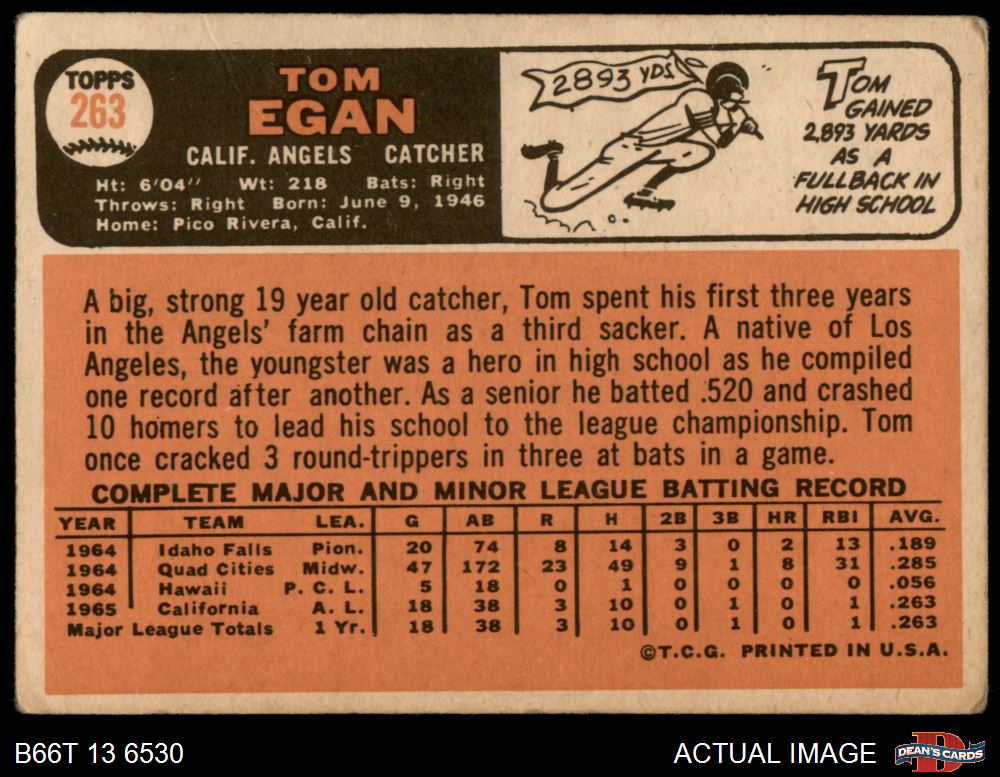 TOPPS
263
TOM
EGAN
CALIF. ANGELS CATCHER
Ht: 6'04" Wt: 218 Bats: Right
Throws: Right Born: June 9, 1946
Home: Pico Rivera, Calif.
2893 YDS
TOM
GAINED
2,893 YARDS
AS A
FULLBACK IN
HIGH SCHOOL
A big, strong 19 year old catcher, Tom spent his first three years
in the Angels' farm chain as a third sacker. A native of Los
Angeles, the youngster was a hero in high school as he compiled
one record after another. As a senior he batted .520 and crashed
10 homers to lead his school to the league championship. Tom
once cracked 3 round-trippers in three at bats in a game.
COMPLETE MAJOR AND MINOR LEAGUE BATTING RECORD
YEAR TEAM LEA. G AB R H 2B 3B HR RBI AVG.
1964 Idaho Falls Pion. 20 74 8 14 3 0 2 13 .189
1964 Quad Cities Midw. 47 172 23 49 9 1 8 31 .285
1964 Hawaii P. C. L. 5 18 0 1 0 0 0 0 .056
1965 California A. L. 18 38 3 10 0 1 0 1 .263
Major League Totals 1 Yr. 18 38 3 10 0 1 0 1 .263
©T.C.G. PRINTED IN U.S.A.
B66T 13 6530
ACTUAL IMAGE
D
DEAN'S CARDS